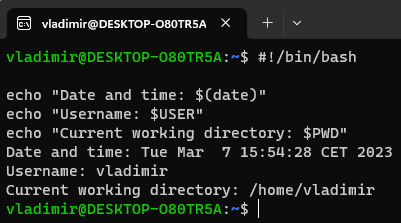 vladimir@DESKTOP-O80TR5A
vladimir@DESKTOP-O80TR5A:~$ #!/bin/bash
echo "Date and time: $(date)"
echo "Username: $USER"
echo "Current working directory: $PWD"
Date and time: Tue Mar  7 15:54:28 CET 2023
Username: vladimir
Current working directory: /home/vladimir
vladimir@DESKTOP-O80TR5A:~$